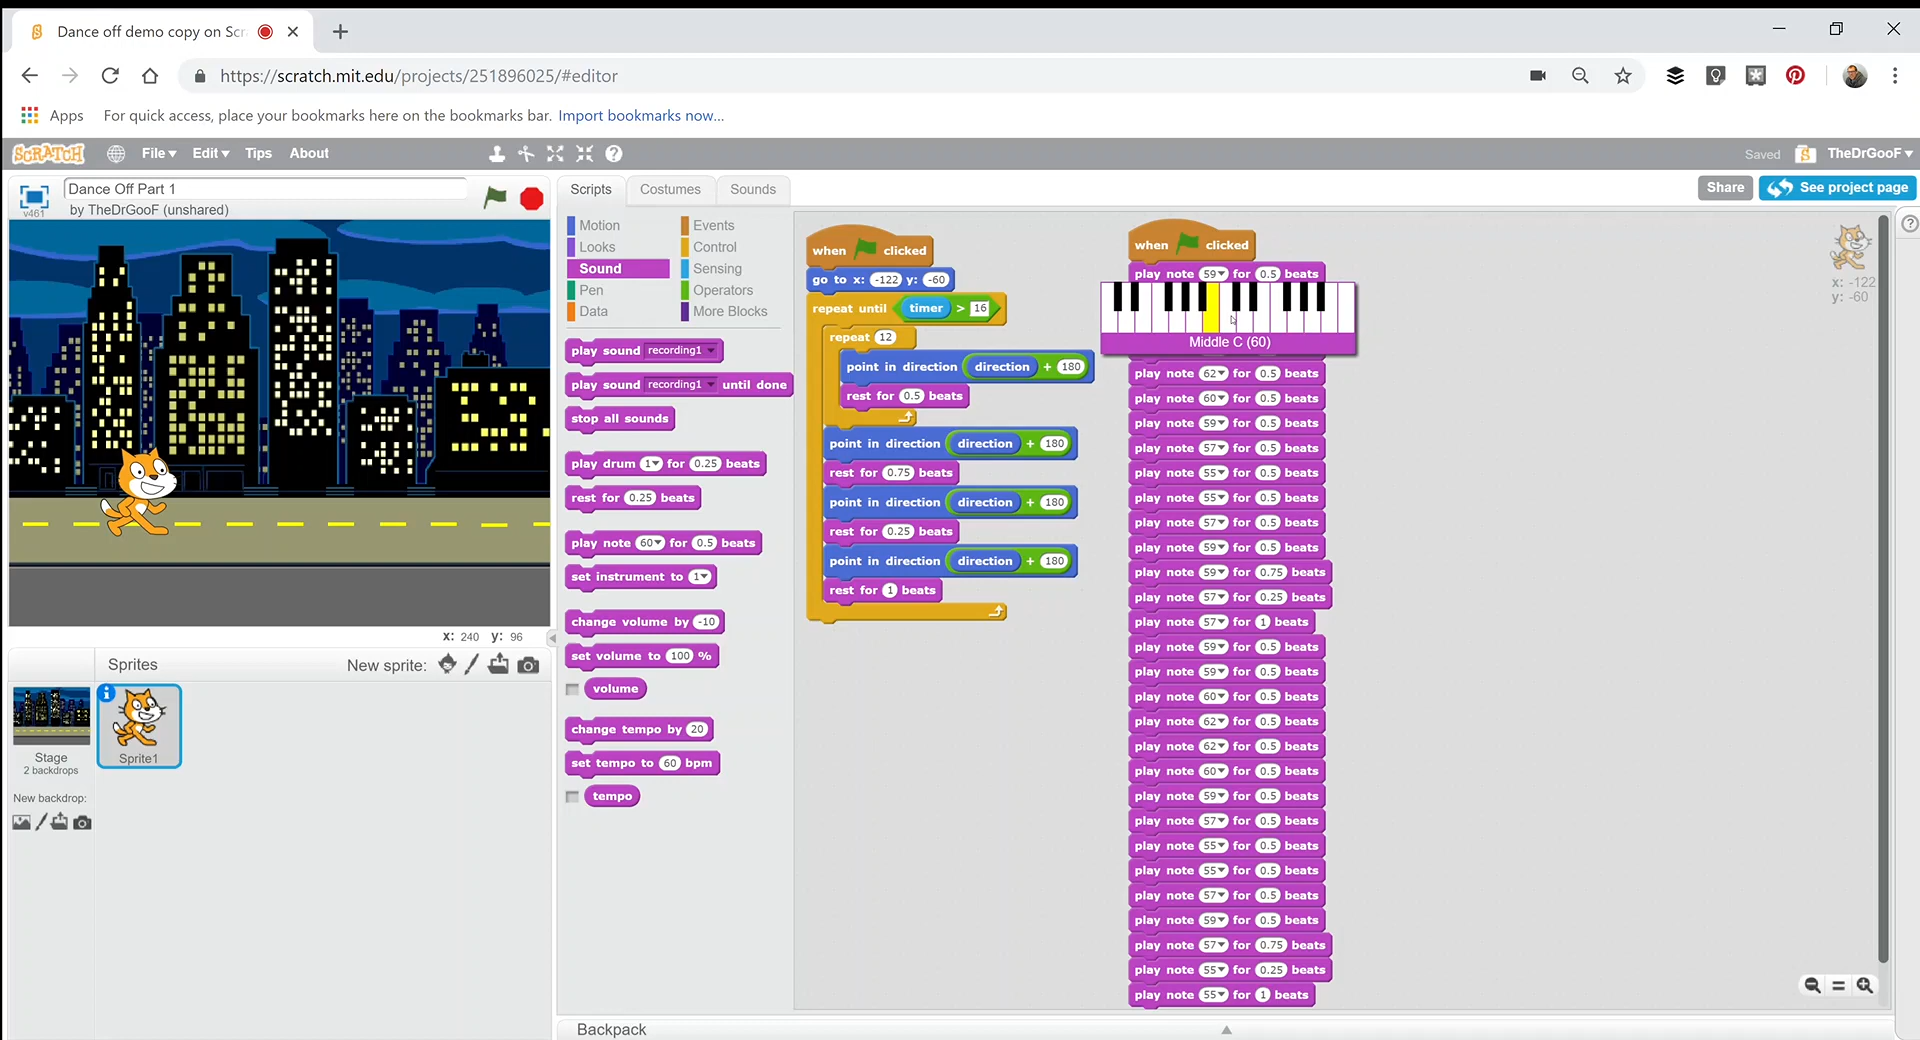 Dance off demo copy on Scr
https://scratch.mit.edu/projects/251896025/#editor
Apps For quick access, place your bookmarks here on the bookmarks bar. Import bookmarks now...
SCRATCH File Edit Tips About Saved TheDrGooF
v461
Dance Off Part 1
by TheDrGooF (unshared)
Scripts Costumes Sounds Share See project page
Motion Events
Looks Control
Sound Sensing
Pen Operators
Data More Blocks
play sound recording1
play sound recording1 until done
stop all sounds
play drum 1 for 0.25 beats
rest for 0.25 beats
play note 60 for 0.5 beats
set instrument to 1
change volume by -10
set volume to 100 %
volume
change tempo by 20
set tempo to 60 bpm
tempo
when clicked
go to x: -122 y: -60
repeat until timer > 16
repeat 12
point in direction direction + 180
rest for 0.5 beats
point in direction direction + 180
rest for 0.75 beats
point in direction direction + 180
rest for 0.25 beats
point in direction direction + 180
rest for 1 beats
when clicked
play note 59 for 0.5 beats
Middle C (60)
play note 62 for 0.5 beats
play note 60 for 0.5 beats
play note 59 for 0.5 beats
play note 57 for 0.5 beats
play note 55 for 0.5 beats
play note 55 for 0.5 beats
play note 57 for 0.5 beats
play note 59 for 0.5 beats
play note 59 for 0.75 beats
play note 57 for 0.25 beats
play note 57 for 1 beats
play note 59 for 0.5 beats
play note 59 for 0.5 beats
play note 60 for 0.5 beats
play note 62 for 0.5 beats
play note 62 for 0.5 beats
play note 60 for 0.5 beats
play note 59 for 0.5 beats
play note 57 for 0.5 beats
play note 55 for 0.5 beats
play note 55 for 0.5 beats
play note 57 for 0.5 beats
play note 59 for 0.5 beats
play note 57 for 0.75 beats
play note 55 for 0.25 beats
play note 55 for 1 beats
x: -122
y: -60
x: 240 y: 96
Sprites New sprite:
Stage
2 backdrops
Sprite1
New backdrop:
Backpack